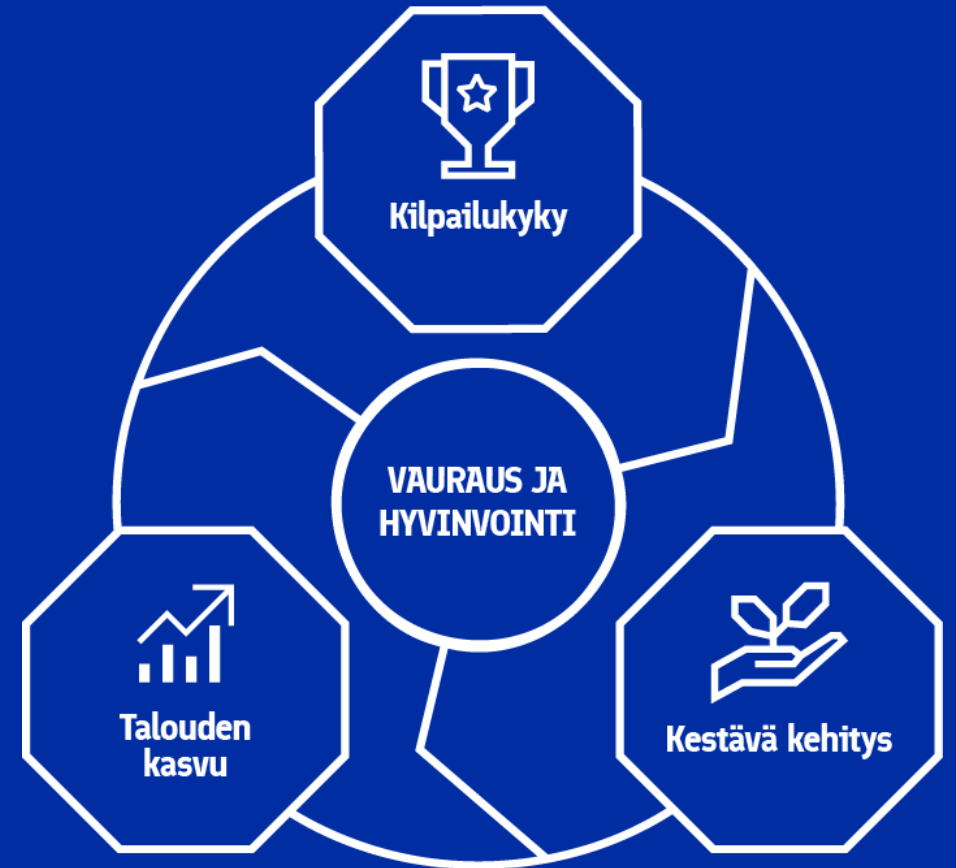 Kilpailukyky
VAURAUS JA
HYVINVOINTI
Talouden
kasvu
Kestävä kehitys